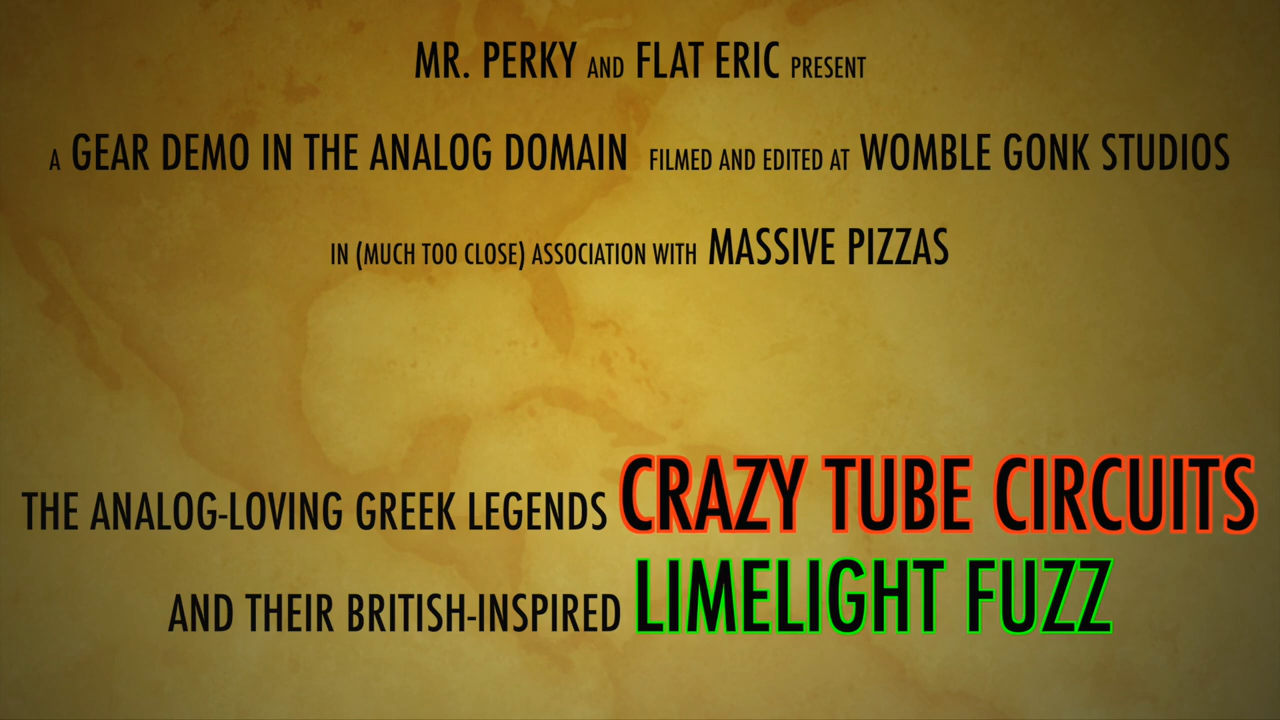 MR. PERKY AND FLAT ERIC PRESENT
A GEAR DEMO IN THE ANALOG DOMAIN FILMED AND EDITED AT WOMBLE GONK STUDIOS
IN (MUCH TOO CLOSE) ASSOCIATION WITH MASSIVE PIZZAS
THE ANALOG-LOVING GREEK LEGENDS CRAZY TUBE CIRCUITS
AND THEIR BRITISH-INSPIRED LIMELIGHT FUZZ